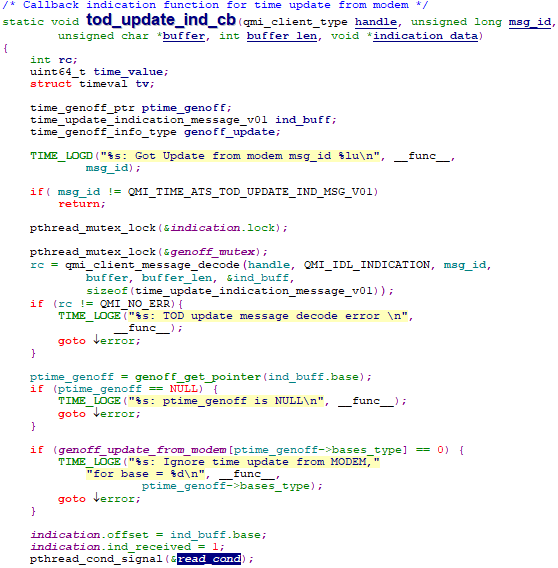 /* Callback indication function for time update from modem */
static void tod_update_ind_cb(qmi_client_type handle, unsigned long msg_id,
unsigned char *buffer, int buffer_len, void *indication_data)
{
int rc;
uint64_t time_value;
struct timeval tv;
time_genoff_ptr ptime_genoff;
time_update_indication_message_v01 ind_buff;
time_genoff_info_type genoff_update;
TIME_LOGD("%s: Got Update from modem msg_id %lu\n", __func__,
msg_id);
if( msg_id != QMI_TIME_ATS_TOD_UPDATE_IND_MSG_V01)
return;
pthread_mutex_lock(&indication.lock);
pthread_mutex_lock(&genoff_mutex);
rc = qmi_client_message_decode(handle, QMI_IDL_INDICATION, msg_id,
buffer, buffer_len, &ind_buff,
sizeof(time_update_indication_message_v01));
if (rc != QMI_NO_ERR){
TIME_LOGE("%s: TOD update message decode error \n",
__func__);
goto ↓error;
}
ptime_genoff = genoff_get_pointer(ind_buff.base);
if (ptime_genoff == NULL) {
TIME_LOGE("%s: ptime_genoff is NULL\n", __func__);
goto ↓error;
}
if (genoff_update_from_modem[ptime_genoff->bases_type] == 0) {
TIME_LOGE("%s: Ignore time update from MODEM,"
"for base = %d\n", __func__,
ptime_genoff->bases_type);
goto ↓error;
}
indication.offset = ind_buff.base;
indication.ind_received = 1;
pthread_cond_signal(&read_cond);